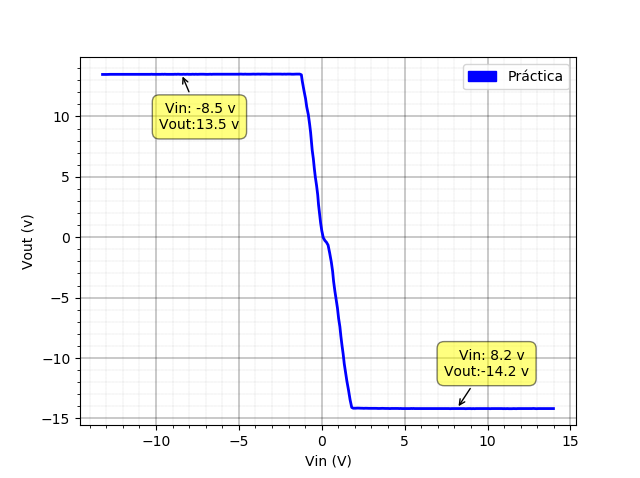 Práctica
Vin: -8.5 v
Vout:13.5 v
10
5
0
−5
−10
−15
Vout (v)
Vin: 8.2 v
Vout:-14.2 v
−10
−5
0
5
10
15
Vin (V)